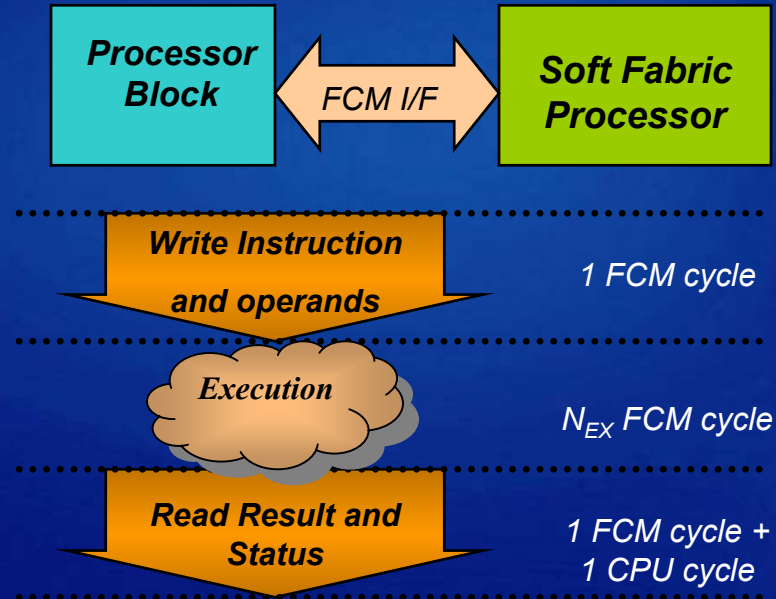 Processor
Block
FCM I/F
Soft Fabric
Processor
Write Instruction
and operands
1 FCM cycle
Execution
N_EX FCM cycle
Read Result and
Status
1 FCM cycle +
1 CPU cycle